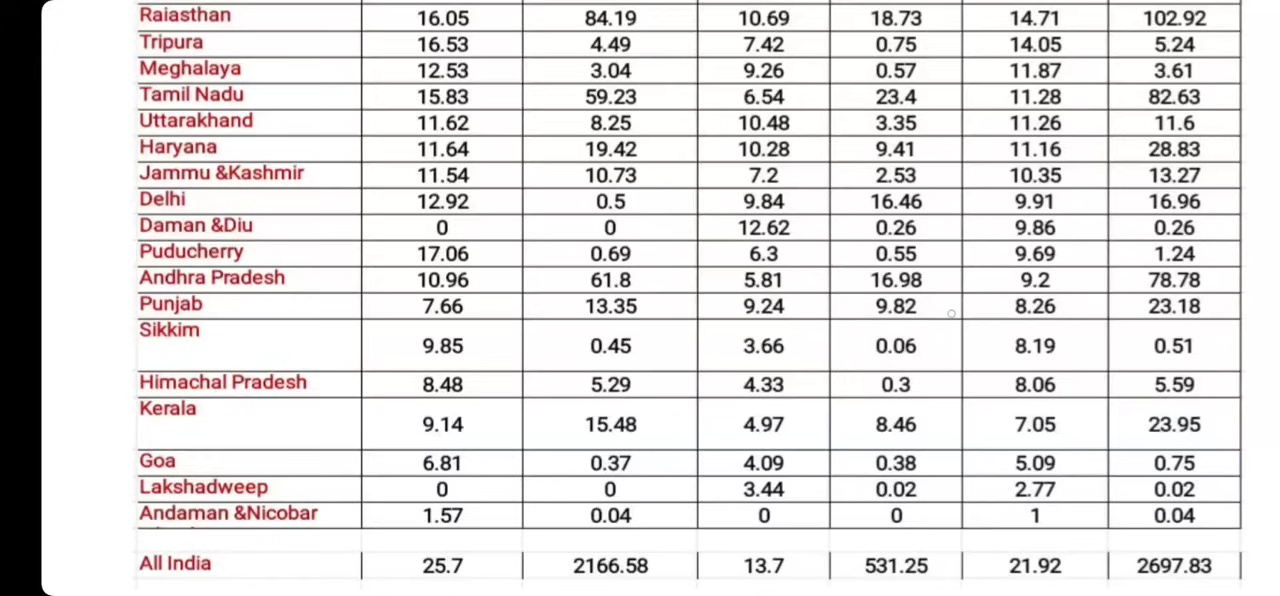 Raiasthan 16.05 84.19 10.69 18.73 14.71 102.92
Tripura 16.53 4.49 7.42 0.75 14.05 5.24
Meghalaya 12.53 3.04 9.26 0.57 11.87 3.61
Tamil Nadu 15.83 59.23 6.54 23.4 11.28 82.63
Uttarakhand 11.62 8.25 10.48 3.35 11.26 11.6
Haryana 11.64 19.42 10.28 9.41 11.16 28.83
Jammu &Kashmir 11.54 10.73 7.2 2.53 10.35 13.27
Delhi 12.92 0.5 9.84 16.46 9.91 16.96
Daman &Diu 0 0 12.62 0.26 9.86 0.26
Puducherry 17.06 0.69 6.3 0.55 9.69 1.24
Andhra Pradesh 10.96 61.8 5.81 16.98 9.2 78.78
Punjab 7.66 13.35 9.24 9.82 8.26 23.18
Sikkim 9.85 0.45 3.66 0.06 8.19 0.51
Himachal Pradesh 8.48 5.29 4.33 0.3 8.06 5.59
Kerala 9.14 15.48 4.97 8.46 7.05 23.95
Goa 6.81 0.37 4.09 0.38 5.09 0.75
Lakshadweep 0 0 3.44 0.02 2.77 0.02
Andaman &Nicobar 1.57 0.04 0 0 1 0.04
All India 25.7 2166.58 13.7 531.25 21.92 2697.83